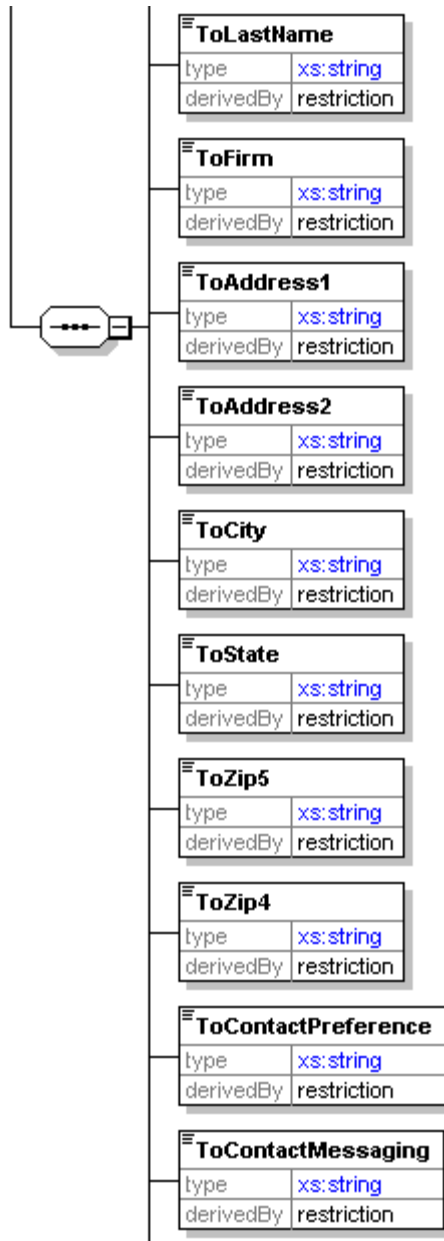 ToLastName
type xs:string
derivedBy restriction
ToFirm
type xs:string
derivedBy restriction
ToAddress1
type xs:string
derivedBy restriction
ToAddress2
type xs:string
derivedBy restriction
ToCity
type xs:string
derivedBy restriction
ToState
type xs:string
derivedBy restriction
ToZip5
type xs:string
derivedBy restriction
ToZip4
type xs:string
derivedBy restriction
ToContactPreference
type xs:string
derivedBy restriction
ToContactMessaging
type xs:string
derivedBy restriction